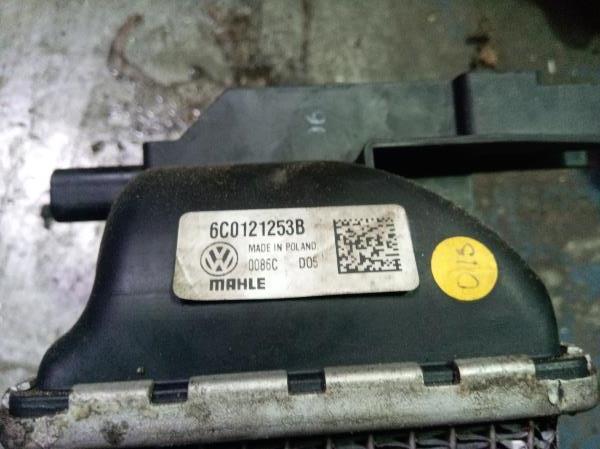 6C0121253B
MADE IN POLAND
0086C D05
MAHLE
0115